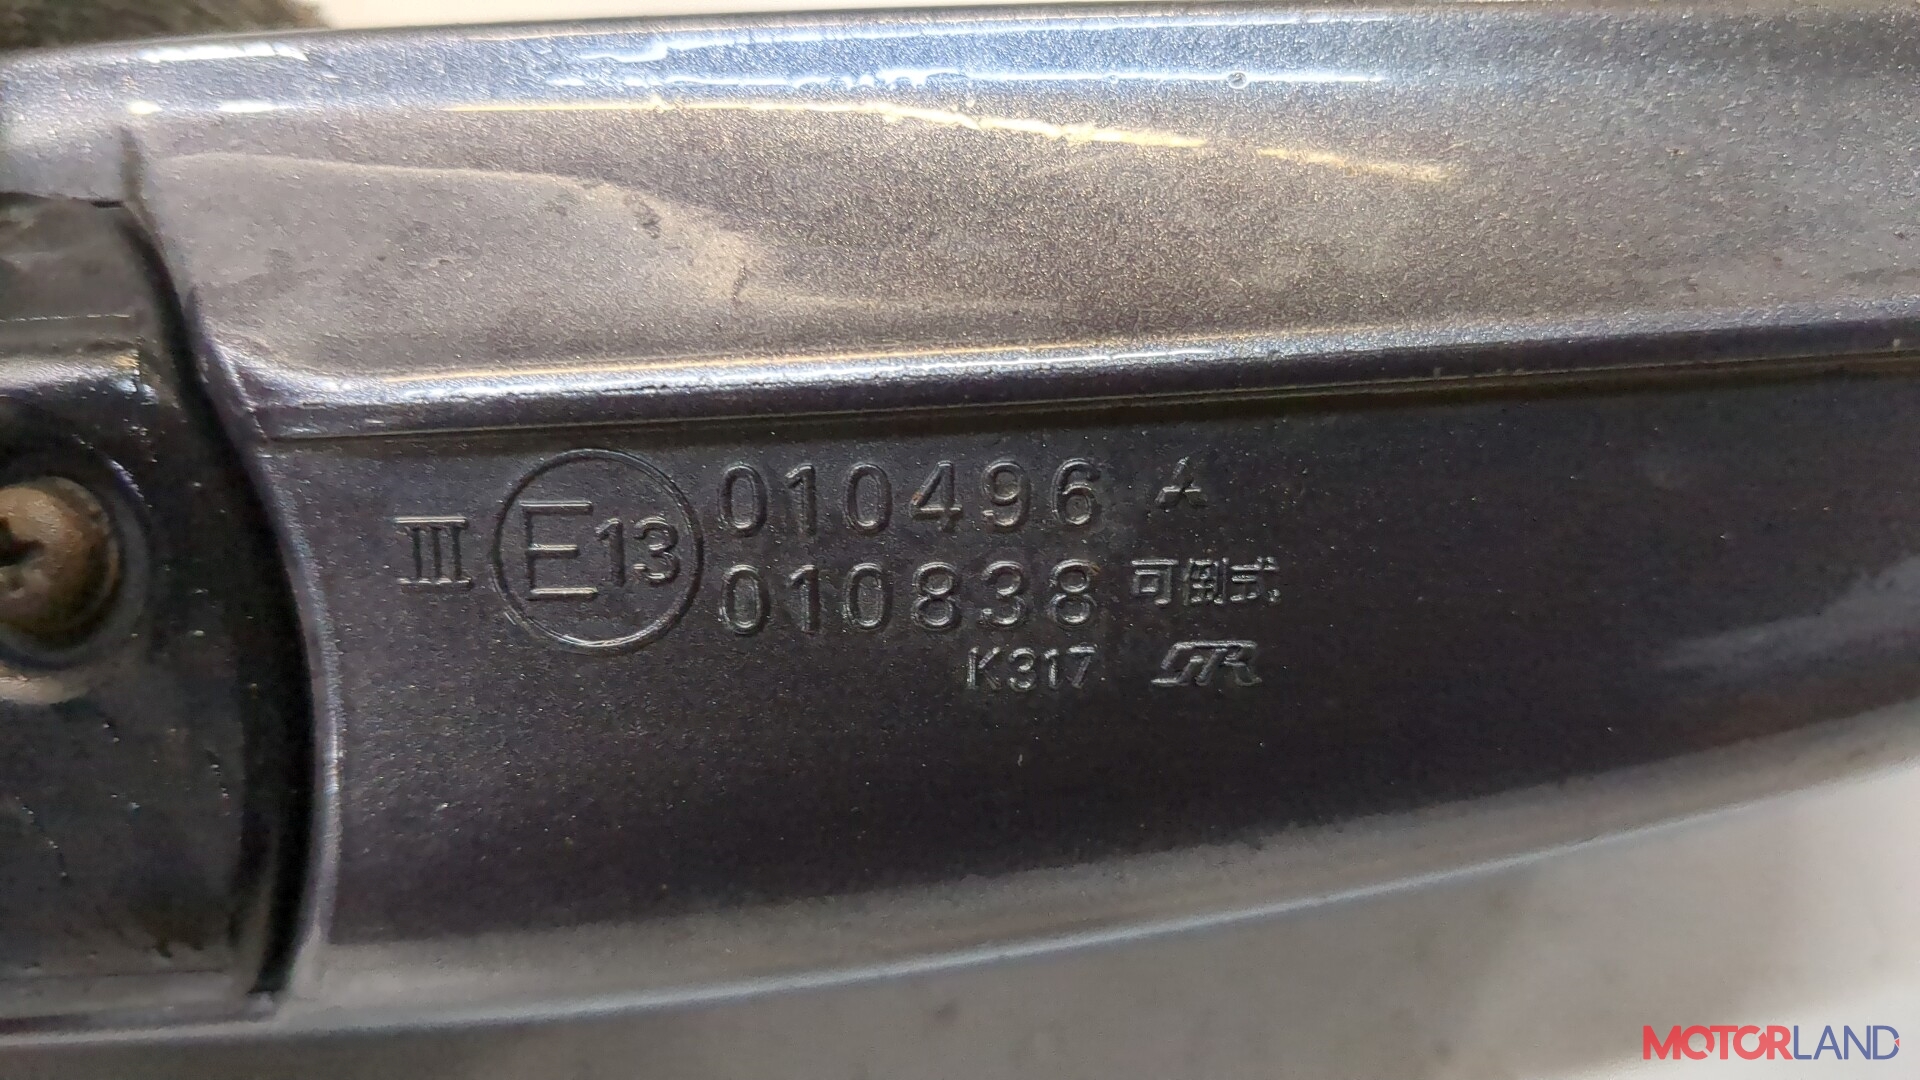 III E13 010496
010838 可倒式
K317
MOTORLAND